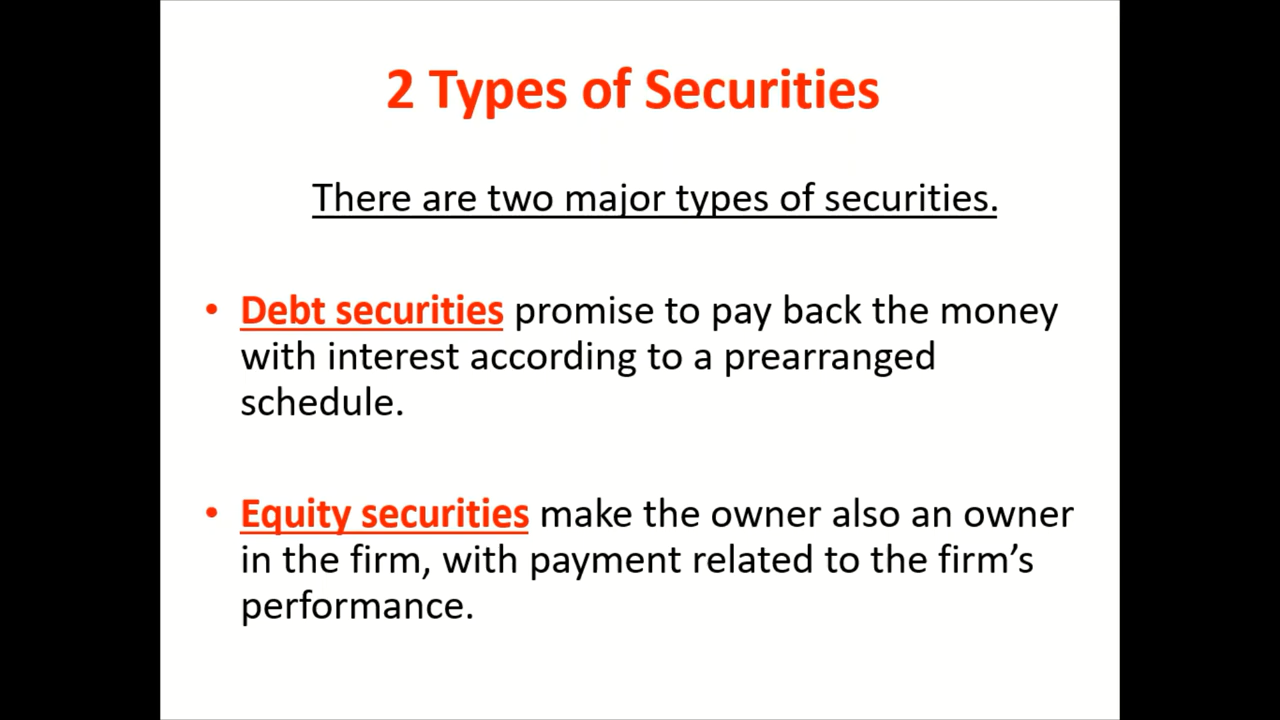 2 Types of Securities
There are two major types of securities.
• Debt securities promise to pay back the money
with interest according to a prearranged
schedule.
• Equity securities make the owner also an owner
in the firm, with payment related to the firm’s
performance.